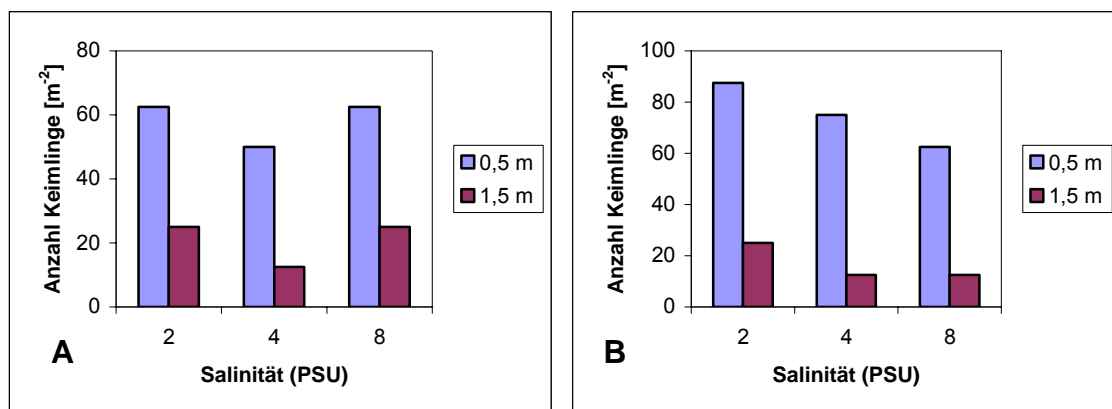 80
60
40
20
0
Anzahl Keimlinge [m⁻²]
2 4 8
Salinität (PSU)
0,5 m
1,5 m
A
100
80
60
40
20
0
Anzahl Keimlinge [m⁻²]
2 4 8
Salinität (PSU)
0,5 m
1,5 m
B